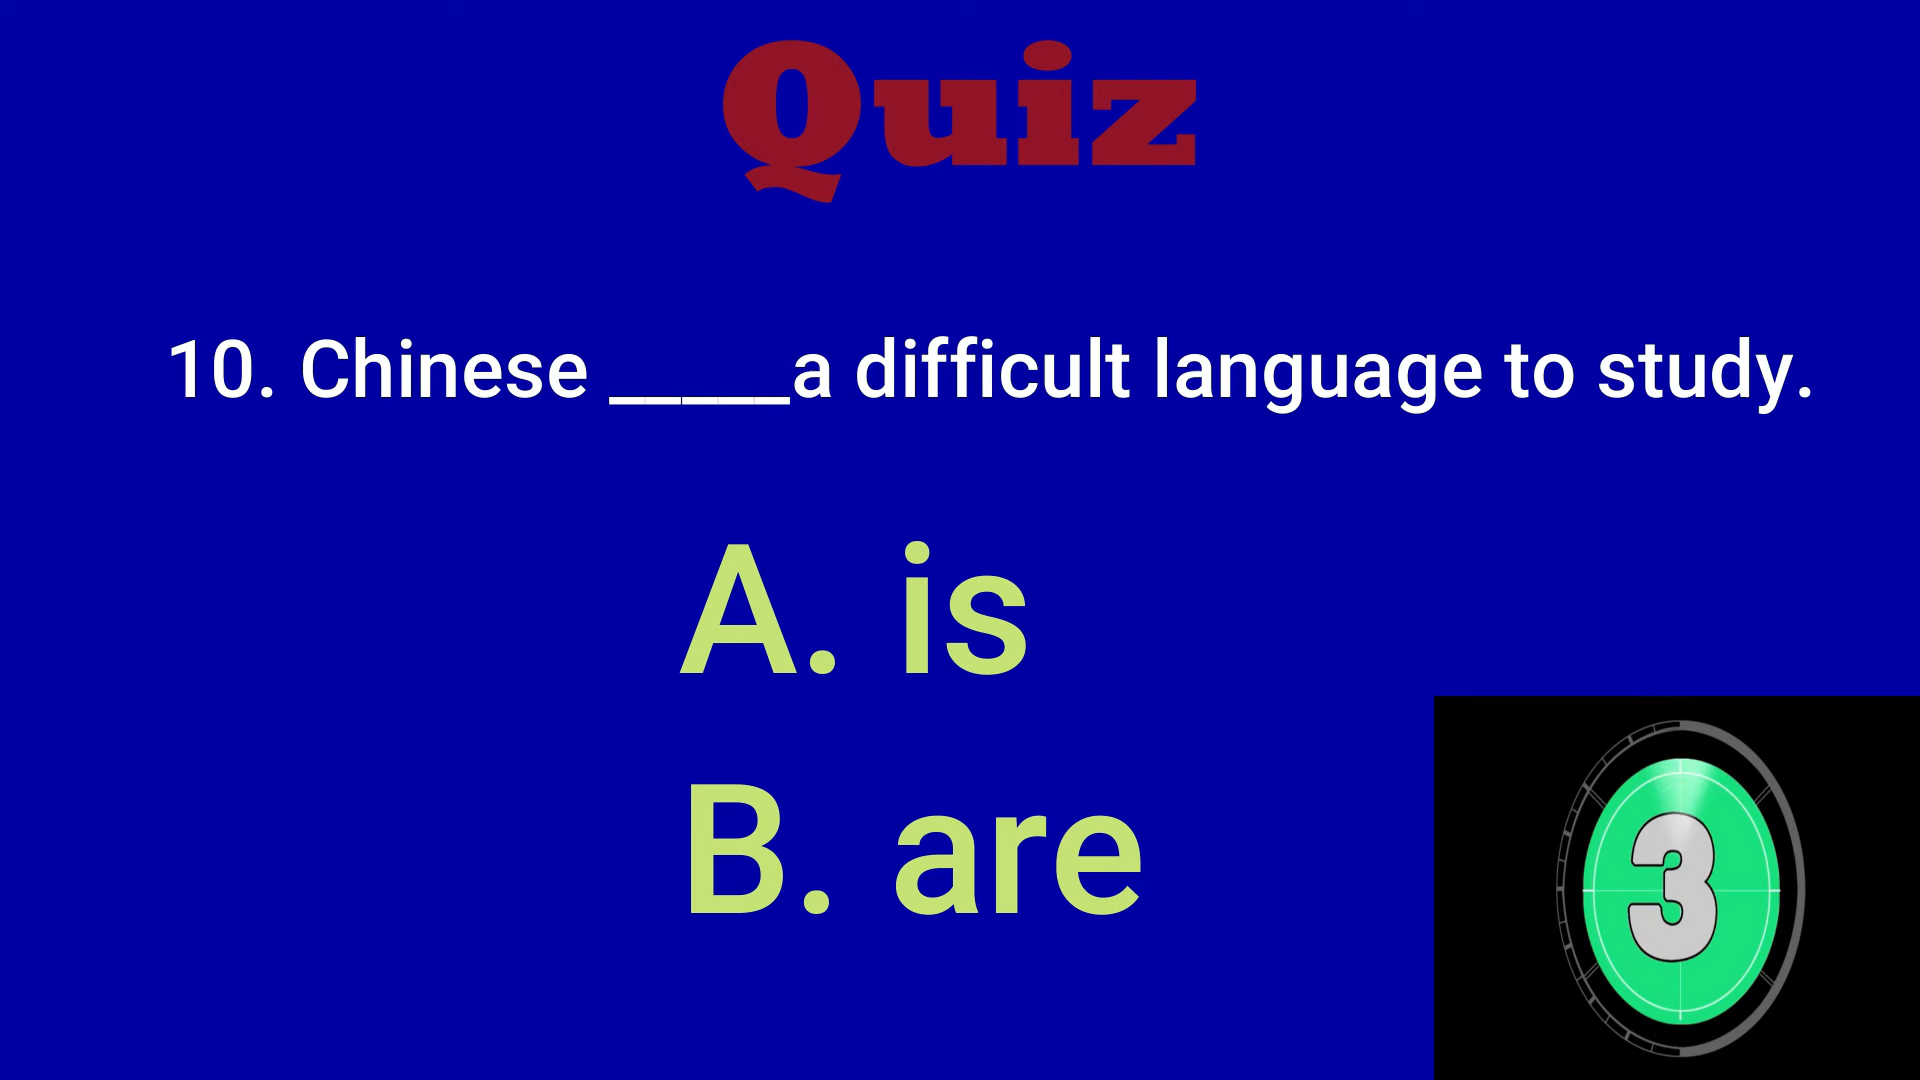 Quiz
10. Chinese _____a difficult language to study.
A. is
B. are
3